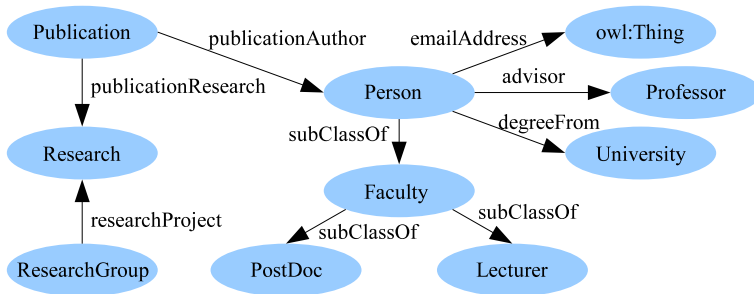 Publication
publicationAuthor
emailAddress
owl:Thing
publicationResearch
Person
advisor
Professor
degreeFrom
subClassOf
Research
University
Faculty
researchProject
subClassOf
subClassOf
ResearchGroup
PostDoc
Lecturer